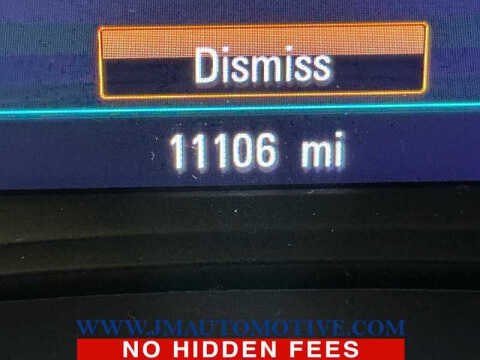 Dismiss
11106 mi
WWW.JMAUTOMOTIVE.COM
NO HIDDEN FEES